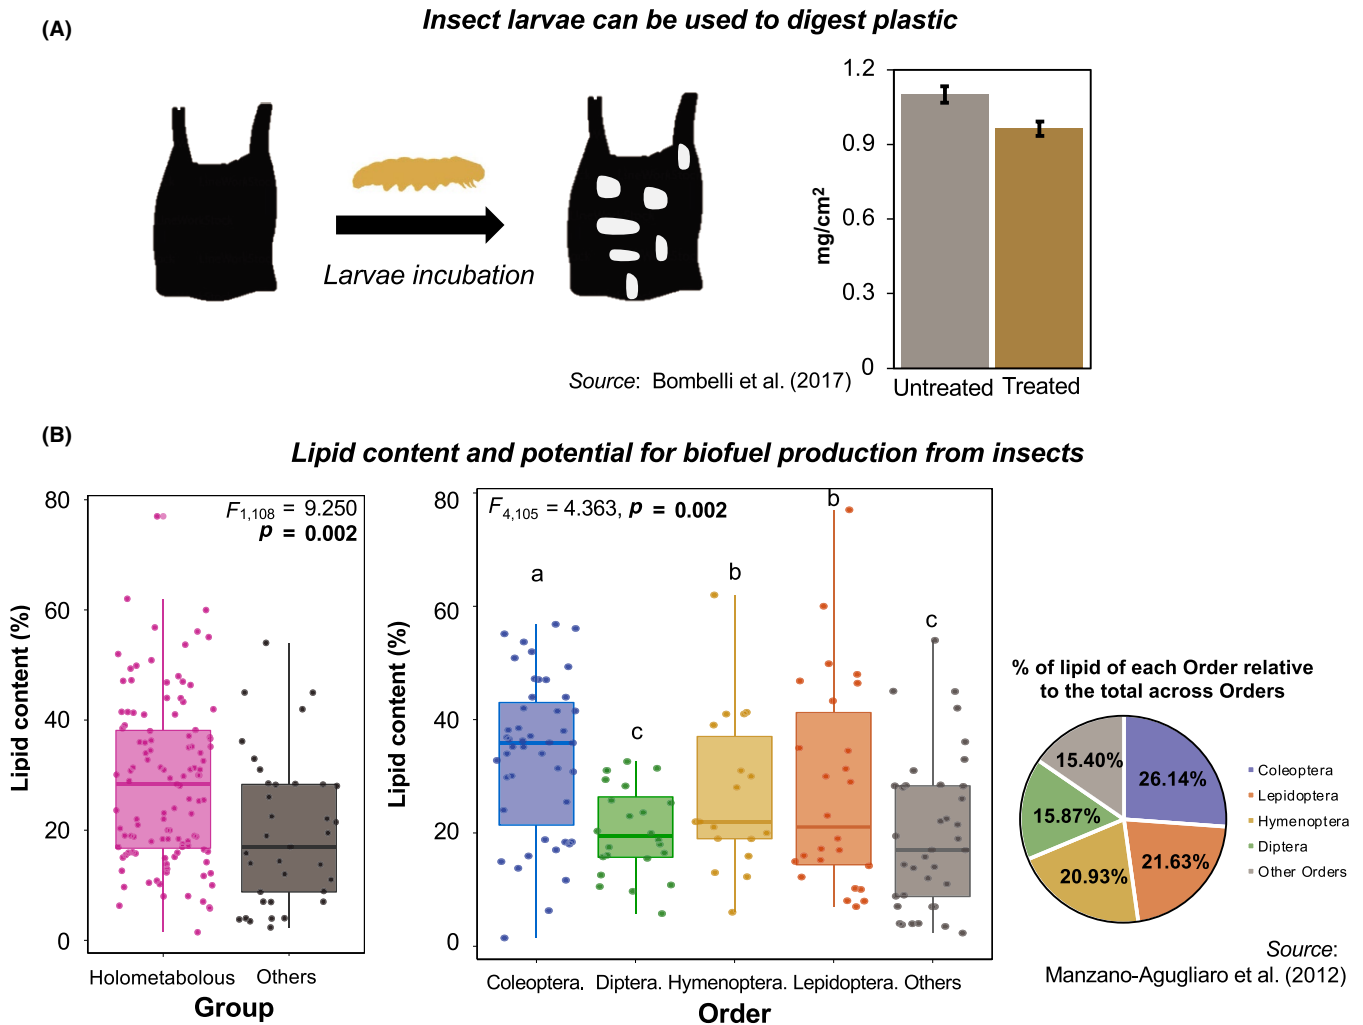 (A)
Insect larvae can be used to digest plastic
Larvae incubation
1.2
0.9
0.6
0.3
0
mg/cm²
Untreated Treated
Source: Bombelli et al. (2017)
(B)
Lipid content and potential for biofuel production from insects
80
60
40
20
0
Lipid content (%)
F1,108 = 9.250
p = 0.002
Holometabolous Others
Group
80
60
40
20
0
Lipid content (%)
F4,105 = 4.363, p = 0.002
a
c
b
b
c
Coleoptera. Diptera. Hymenoptera. Lepidoptera. Others
Order
% of lipid of each Order relative
to the total across Orders
26.14%
21.63%
20.93%
15.87%
15.40%
Coleoptera
Lepidoptera
Hymenoptera
Diptera
Other Orders
Source:
Manzano-Agugliaro et al. (2012)